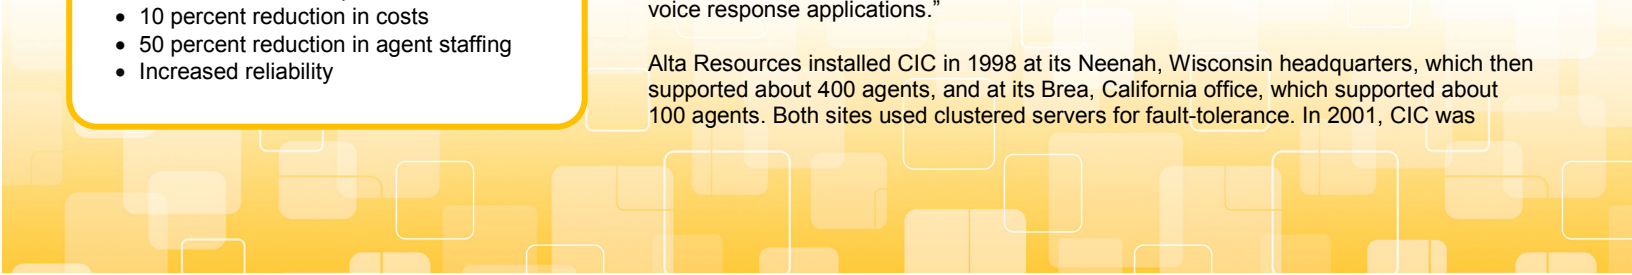 • 10 percent reduction in costs
• 50 percent reduction in agent staffing
• Increased reliability
voice response applications.”
Alta Resources installed CIC in 1998 at its Neenah, Wisconsin headquarters, which then
supported about 400 agents, and at its Brea, California office, which supported about
100 agents. Both sites used clustered servers for fault-tolerance. In 2001, CIC was